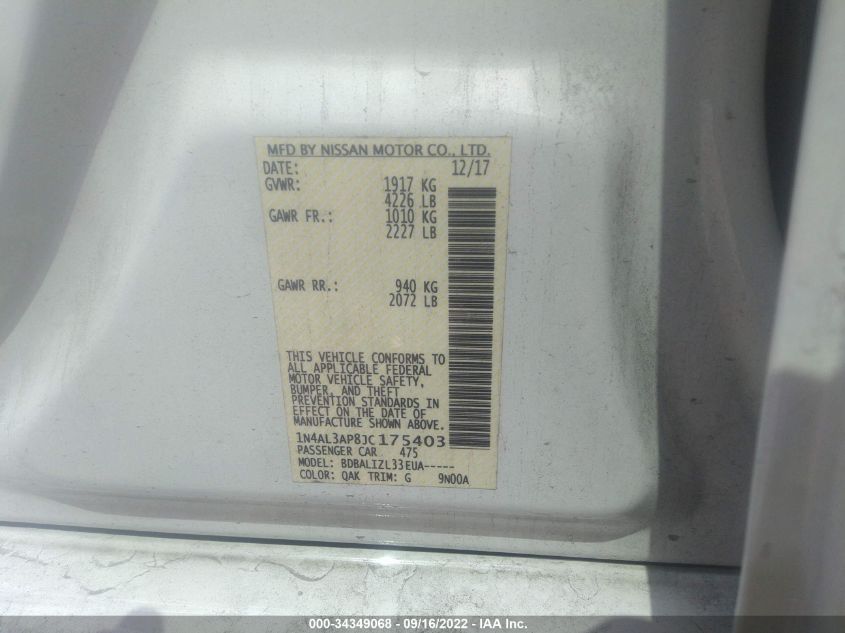 MFD BY NISSAN MOTOR CO., LTD.
DATE: 12/17
GVWR: 1917 KG
4226 LB
GAWR FR.: 1010 KG
2227 LB
GAWR RR.: 940 KG
2072 LB
THIS VEHICLE CONFORMS TO
ALL APPLICABLE FEDERAL
MOTOR VEHICLE SAFETY,
BUMPER, AND THEFT
PREVENTION STANDARDS IN
EFFECT ON THE DATE OF
MANUFACTURE SHOWN ABOVE.
1N4AL3AP8JC175403
PASSENGER CAR 475
MODEL: BDBALIZL33EUA-----
COLOR: QAK TRIM: G 9N00A
000-34349068 - 09/16/2022 - IAA Inc.